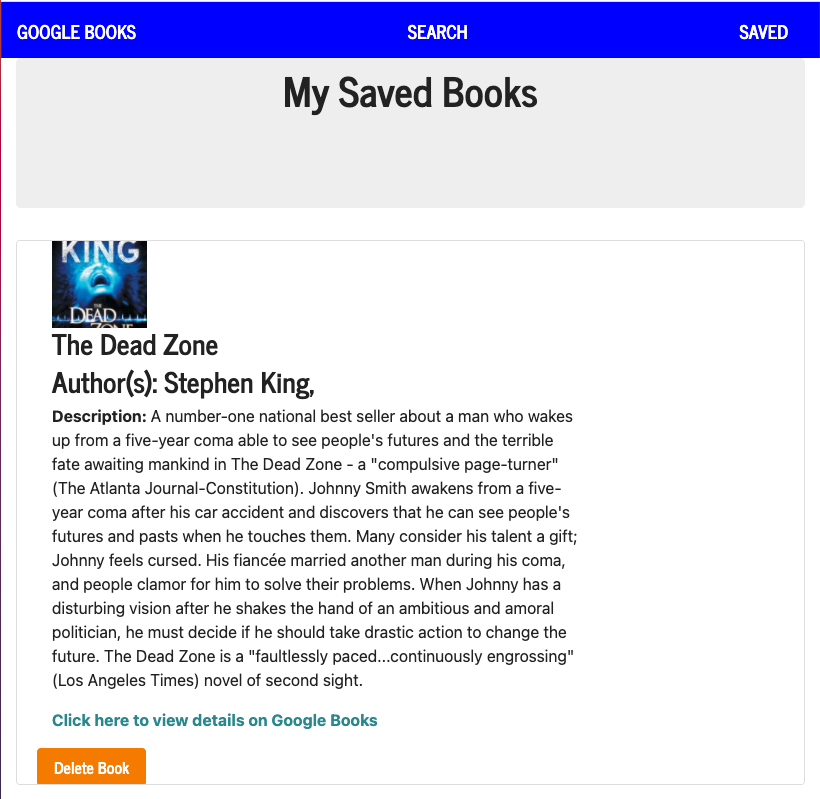 GOOGLE BOOKS SEARCH SAVED
My Saved Books
KING
THE
DEAD
ZONE
The Dead Zone
Author(s): Stephen King,
Description: A number-one national best seller about a man who wakes
up from a five-year coma able to see people's futures and the terrible
fate awaiting mankind in The Dead Zone - a "compulsive page-turner"
(The Atlanta Journal-Constitution). Johnny Smith awakens from a five-
year coma after his car accident and discovers that he can see people's
futures and pasts when he touches them. Many consider his talent a gift;
Johnny feels cursed. His fiancée married another man during his coma,
and people clamor for him to solve their problems. When Johnny has a
disturbing vision after he shakes the hand of an ambitious and amoral
politician, he must decide if he should take drastic action to change the
future. The Dead Zone is a "faultlessly paced...continuously engrossing"
(Los Angeles Times) novel of second sight.
Click here to view details on Google Books
Delete Book